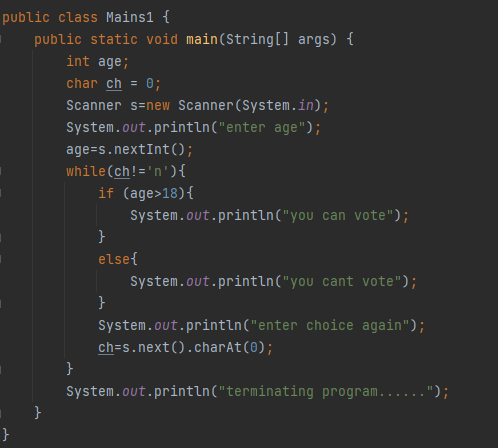 public class Mains1 {
    public static void main(String[] args) {
        int age;
        char ch = 0;
        Scanner s=new Scanner(System.in);
        System.out.println("enter age");
        age=s.nextInt();
        while(ch!='n'){
            if (age>18){
                System.out.println("you can vote");
            }
            else{
                System.out.println("you cant vote");
            }
            System.out.println("enter choice again");
            ch=s.next().charAt(0);
        }
        System.out.println("terminating program......");
    }
}